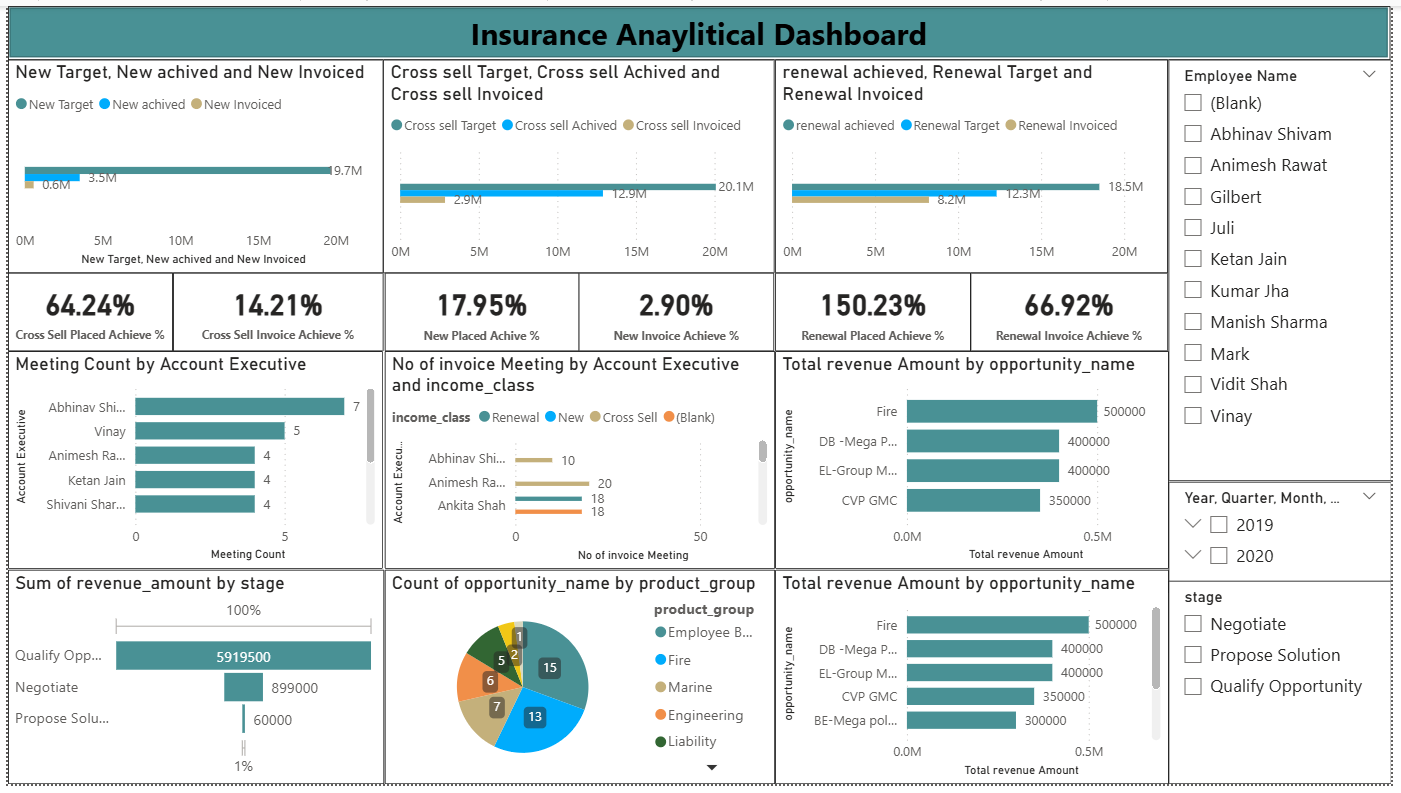 Insurance Anaylitical Dashboard
New Target, New achived and New Invoiced
New Target New achived New Invoiced
19.7M
3.5M
0.6M
0M 5M 10M 15M 20M
New Target, New archived and New Invoiced
Cross sell Target, Cross sell Achived and
Cross sell Invoiced
Cross sell Target Cross sell Achived Cross sell Invoiced
20.1M
12.9M
2.9M
0M 5M 10M 15M 20M
renewal achieved, Renewal Target and
Renewal Invoiced
renewal achieved Renewal Target Renewal Invoiced
18.5M
12.3M
8.2M
0M 5M 10M 15M 20M
64.24%
Cross Sell Placed Achieve %
14.21%
Cross Sell Invoice Achieve %
17.95%
New Placed Achive %
2.90%
New Invoice Achieve %
150.23%
Renewal Placed Achieve %
66.92%
Renewal Invoice Achieve %
Meeting Count by Account Executive
Account Executive
Abhinav Shi... 7
Vinay 5
Animesh Ra... 4
Ketan Jain 4
Shivani Shar... 4
0 5
Meeting Count
No of invoice Meeting by Account Executive
and income_class
income_class Renewal New Cross Sell (Blank)
Account Execu...
Abhinav Shi... 10
Animesh Ra... 20
18
Ankita Shah
18
0 50
No of invoice Meeting
Total revenue Amount by opportunity_name
opportunity_name
Fire 500000
DB -Mega P... 400000
EL-Group M... 400000
CVP GMC 350000
0.0M 0.5M
Total revenue Amount
Sum of revenue_amount by stage
100%
Qualify Opp... 5919500
Negotiate 899000
Propose Solu... 60000
1%
Count of opportunity_name by product_group
15
13
7
6
5
2
1
product_group
Employee B...
Fire
Marine
Engineering
Liability
Total revenue Amount by opportunity_name
opportunity_name
Fire 500000
DB -Mega P... 400000
EL-Group M... 400000
CVP GMC 350000
BE-Mega pol... 300000
0.0M 0.5M
Total revenue Amount
Employee Name
(Blank)
Abhinav Shivam
Animesh Rawat
Gilbert
Juli
Ketan Jain
Kumar Jha
Manish Sharma
Mark
Vidit Shah
Vinay
Year, Quarter, Month, ...
2019
2020
stage
Negotiate
Propose Solution
Qualify Opportunity